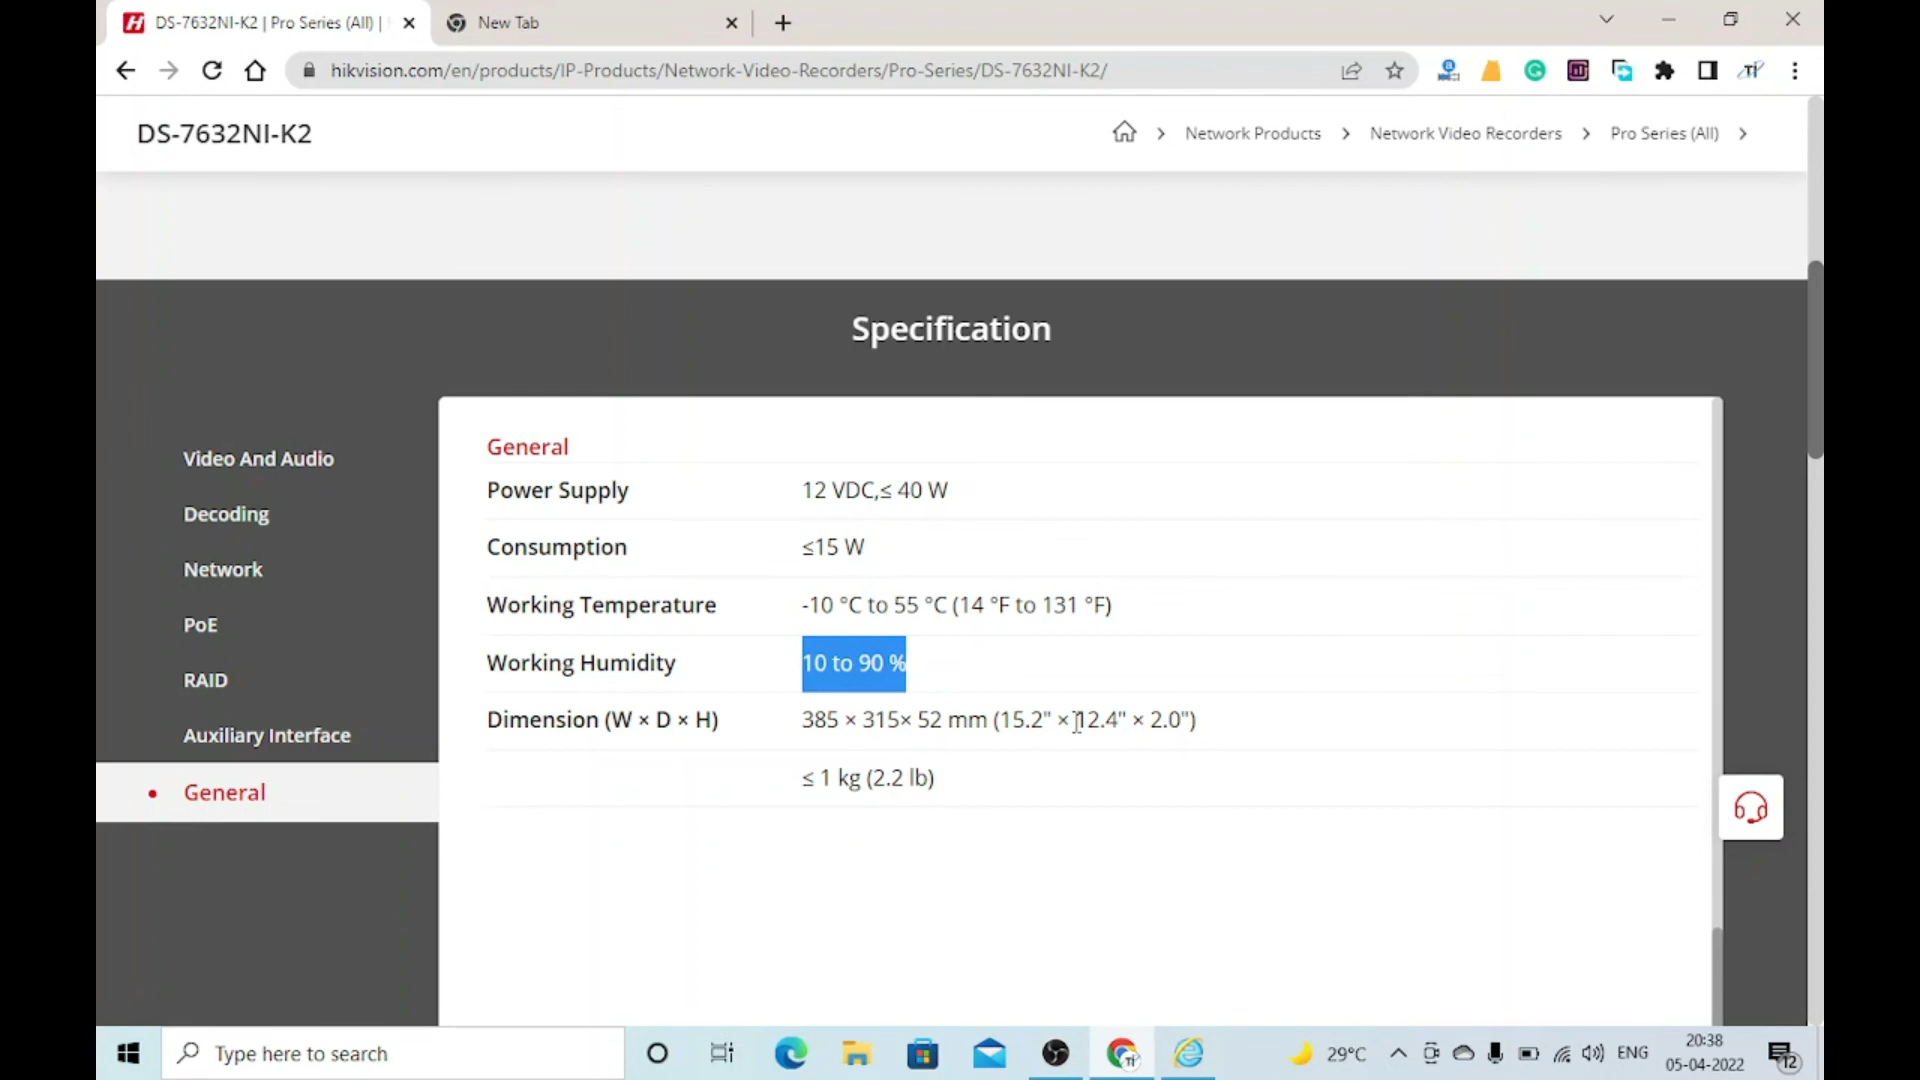 DS-7632NI-K2 | Pro Series (All) |
New Tab
hikvision.com/en/products/IP-Products/Network-Video-Recorders/Pro-Series/DS-7632NI-K2/
DS-7632NI-K2
Network Products > Network Video Recorders > Pro Series (All) >
Specification
Video And Audio
Decoding
Network
PoE
RAID
Auxiliary Interface
General
General
Power Supply 12 VDC,≤ 40 W
Consumption ≤15 W
Working Temperature -10 °C to 55 °C (14 °F to 131 °F)
Working Humidity 10 to 90 %
Dimension (W × D × H) 385 × 315× 52 mm (15.2" × 12.4" × 2.0")
≤ 1 kg (2.2 lb)
Type here to search
29°C
ENG
20:38
05-04-2022
12